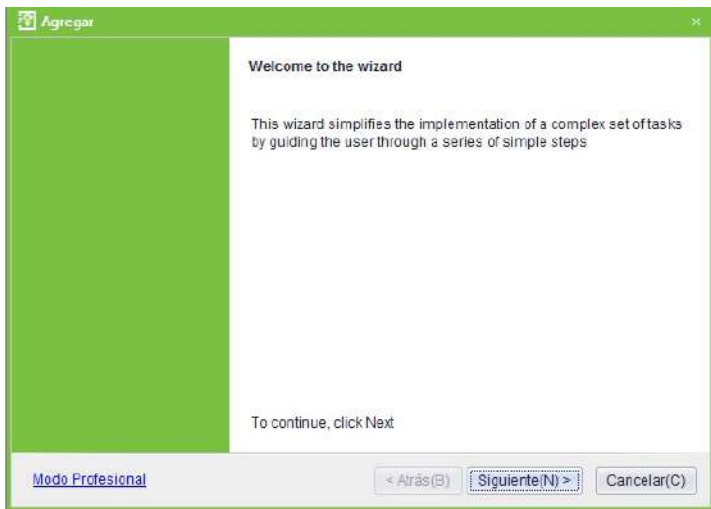 Agregar
Welcome to the wizard
This wizard simplifies the implementation of a complex set of tasks
by guiding the user through a series of simple steps
To continue, click Next
Modo Profesional
< Atrás(B)
Siguiente(N) >
Cancelar(C)